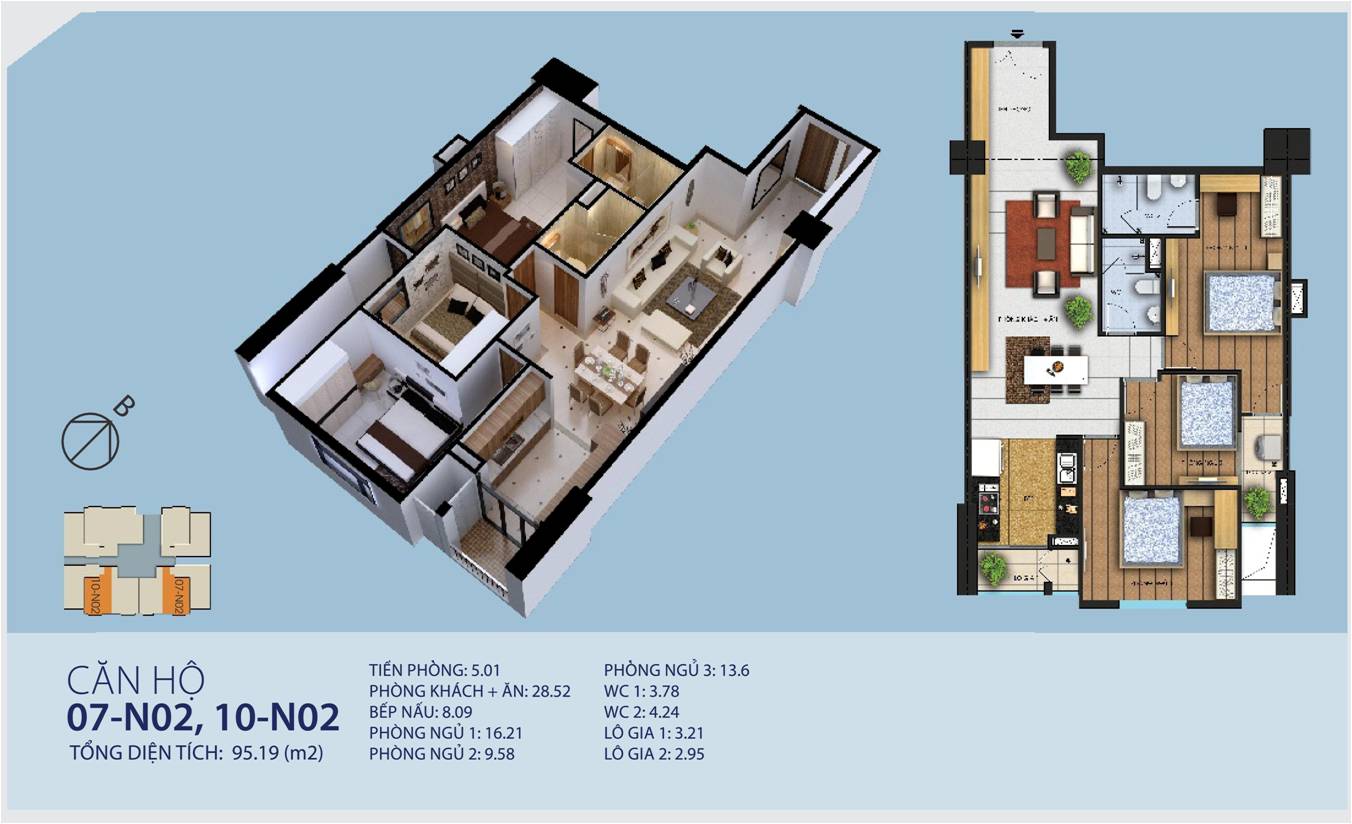 B
10-N02
07-N02
WC
LÔ GIA
CĂN HỘ
07-N02, 10-N02
TỔNG DIỆN TÍCH: 95.19 (m2)
TIỀN PHÒNG: 5.01
PHÒNG KHÁCH + ĂN: 28.52
BẾP NẤU: 8.09
PHÒNG NGỦ 1: 16.21
PHÒNG NGỦ 2: 9.58
PHÒNG NGỦ 3: 13.6
WC 1: 3.78
WC 2: 4.24
LÔ GIA 1: 3.21
LÔ GIA 2: 2.95